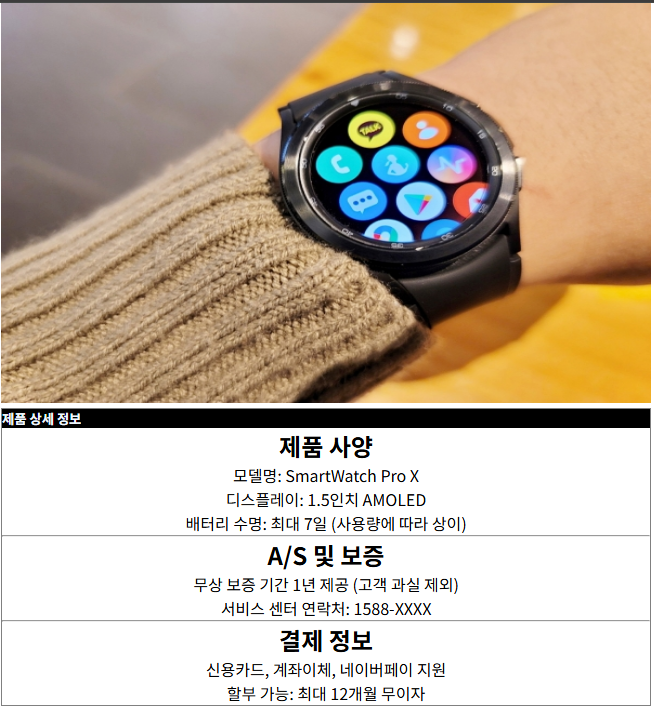 TALK
제품 상세 정보
제품 사양
모델명: SmartWatch Pro X
디스플레이: 1.5인치 AMOLED
배터리 수명: 최대 7일 (사용량에 따라 상이)
A/S 및 보증
무상 보증 기간 1년 제공 (고객 과실 제외)
서비스 센터 연락처: 1588-XXXX
결제 정보
신용카드, 계좌이체, 네이버페이 지원
할부 가능: 최대 12개월 무이자